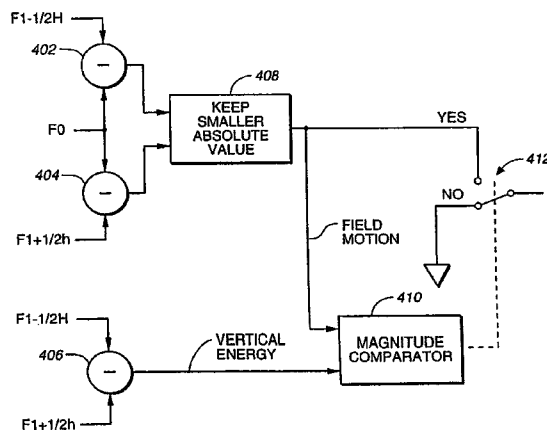 F1-1/2H
402
408
KEEP
SMALLER
ABSOLUTE
VALUE
F0
YES
412
404
NO
F1+1/2h
FIELD
MOTION
410
F1-1/2H
VERTICAL
ENERGY
MAGNITUDE
COMPARATOR
406
F1+1/2h